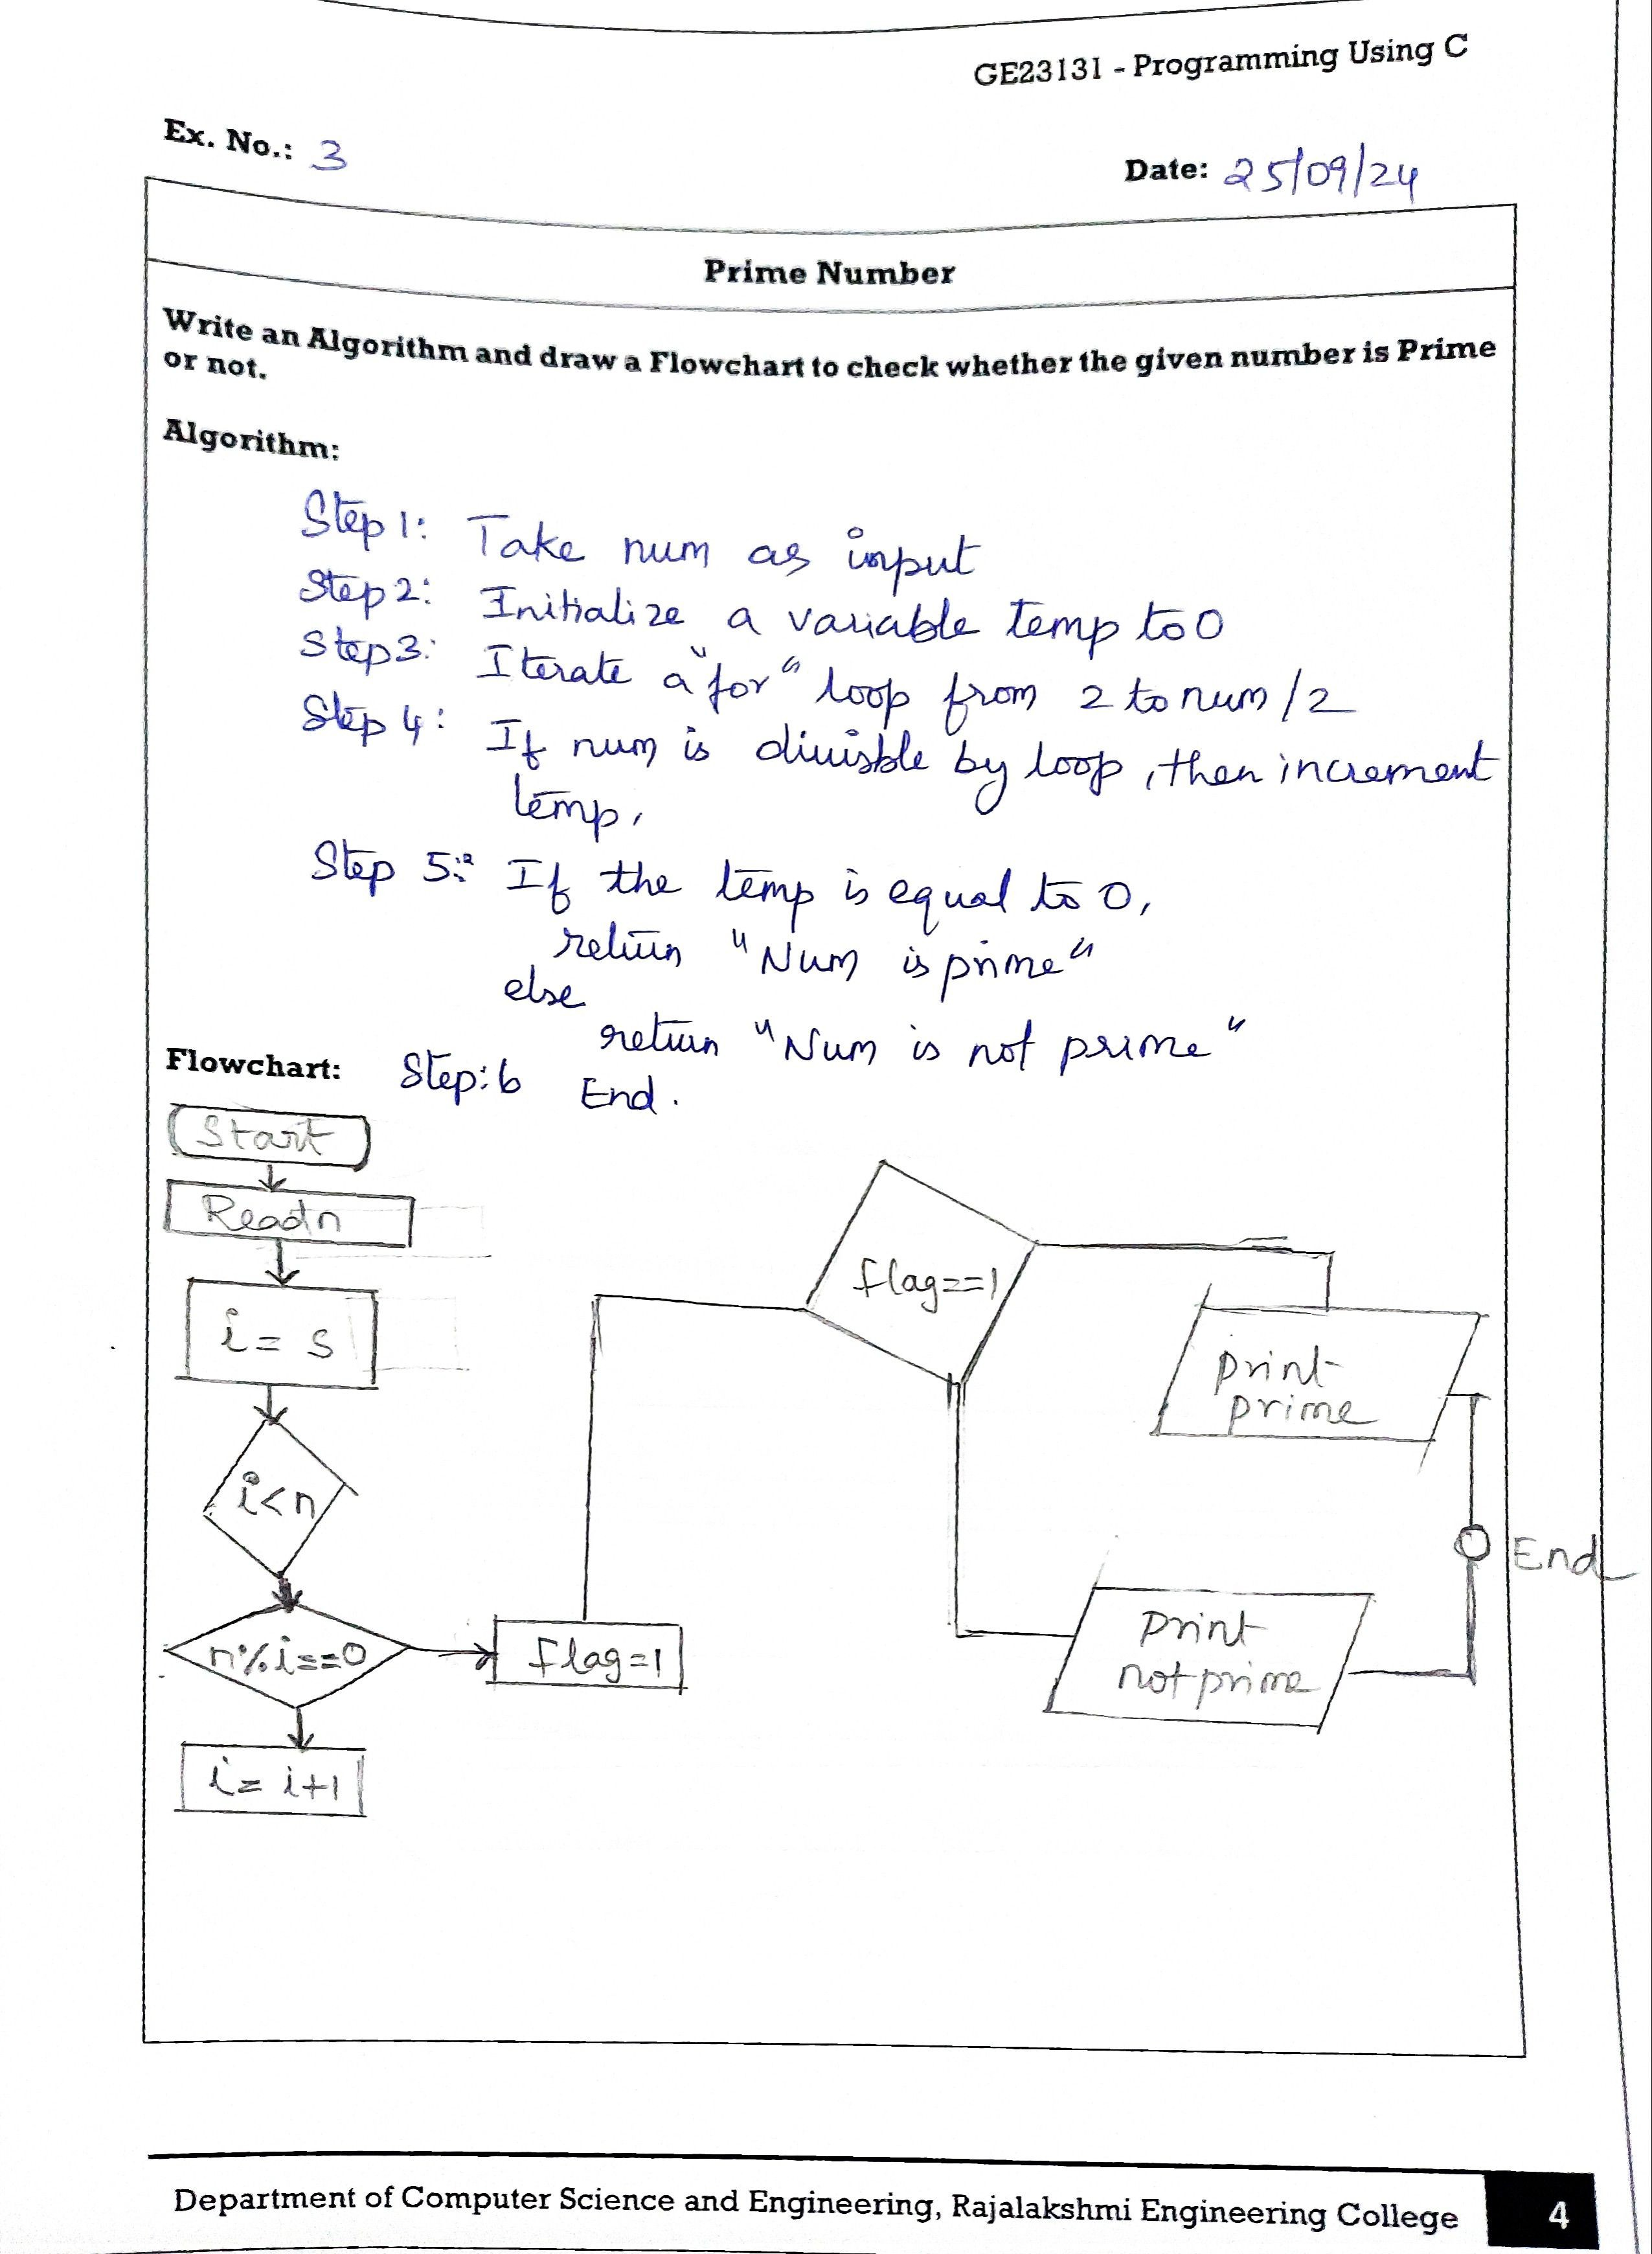 GE23131 - Programming Using C
Ex. No.: 3
Date: 25/09/24
Prime Number
Write an Algorithm and draw a Flowchart to check whether the given number is Prime
or not.
Algorithm:
Step 1: Take num as input
Step 2: Initialize a variable temp to 0
Step 3: Iterate a "for" loop from 2 to num/2
Step 4: If num is divisble by loop, then increment
temp.
Step 5: If the temp is equal to 0,
return "Num is prime"
else
return "Num is not prime"
Flowchart: Step:6 End.
Start
Read n
i = s
i<n
n%i==0
flag=1
i= i+1
flag==1
print
prime
End
print
not prime
Department of Computer Science and Engineering, Rajalakshmi Engineering College 4